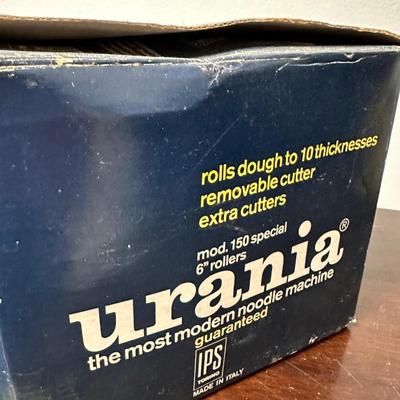 rolls dough to 10 thicknesses
removable cutter
extra cutters
mod. 150 special
6" rollers
urania®
the most modern noodle machine
guaranteed
IPS
TORINO
MADE IN ITALY